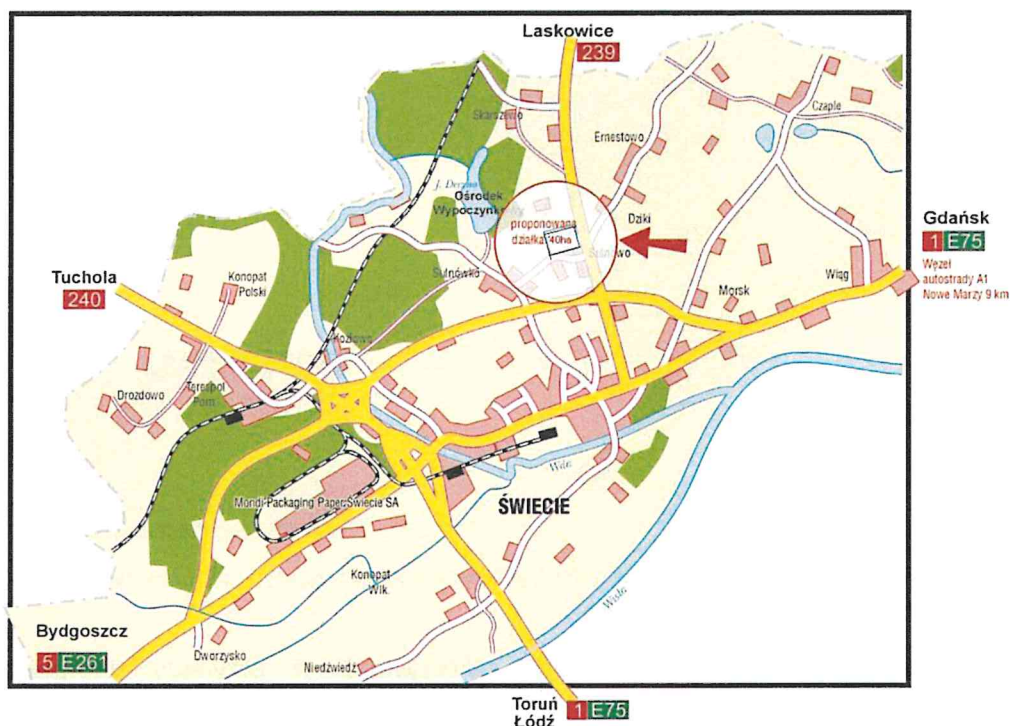 Laskowice
239
Skarszewo
Ernestowo
Czaple
J. Deczno
Ośrodek
Wypoczynkowy
proponowana
działka 40ha
Dziki
Sulnowo
Gdańsk
1 E75
Węzeł
autostrady A1
Nowe Marzy 9 km
Wiąg
Morsk
Sulnówko
Konopat
Polski
Tuchola
240
Kozłowo
Drozdowo
Terespol
Pom.
Wda
Mondi Packaging Paper Świecie SA
ŚWIECIE
Konopat
Wlk.
Wisła
Bydgoszcz
5 E261
Dworzysko
Niedźwiedź
Toruń
Łódź
1 E75